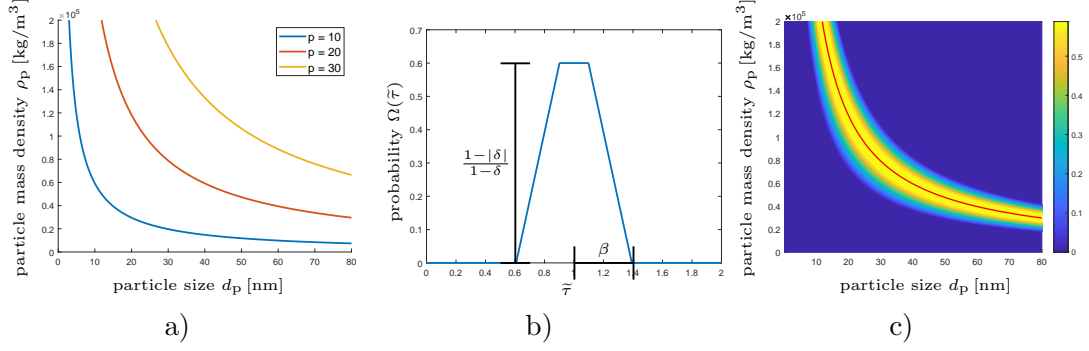 ×10⁵
2
1.8
1.6
1.4
1.2
1
0.8
0.6
0.4
0.2
0
0 10 20 30 40 50 60 70 80
particle mass density ρp [kg/m³]
particle size dp [nm]
p = 10
p = 20
p = 30
a)
0.7
0.6
0.5
0.4
0.3
0.2
0.1
0
0 0.2 0.4 0.6 0.8 1 1.2 1.4 1.6 1.8 2
probability Ω(τ̃)
1−|δ|
1−δ
β
τ̃
b)
×10⁵
2
1.8
1.6
1.4
1.2
1
0.8
0.6
0.4
0.2
0
10 20 30 40 50 60 70 80
particle mass density ρp [kg/m³]
particle size dp [nm]
0.5
0.4
0.3
0.2
0.1
0
c)